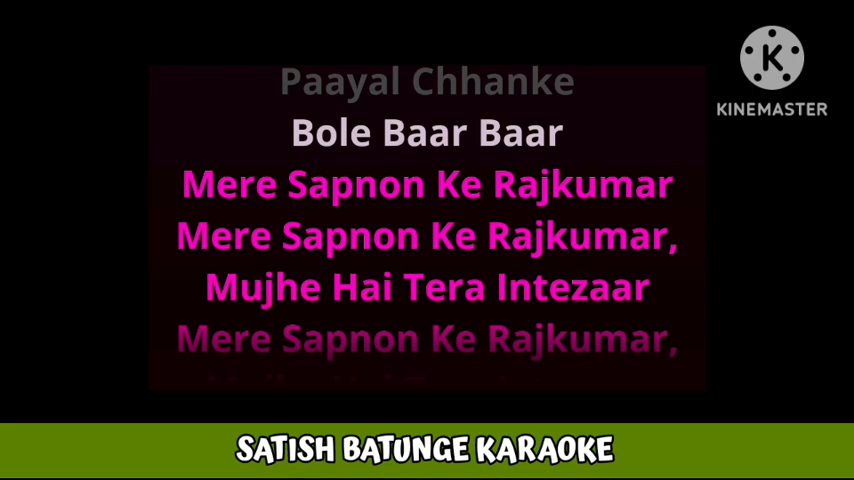 Paayal Chhanke
KINEMASTER
Bole Baar Baar
Mere Sapnon Ke Rajkumar
Mere Sapnon Ke Rajkumar,
Mujhe Hai Tera Intezaar
Mere Sapnon Ke Rajkumar,
SATISH BATUNGE KARAOKE